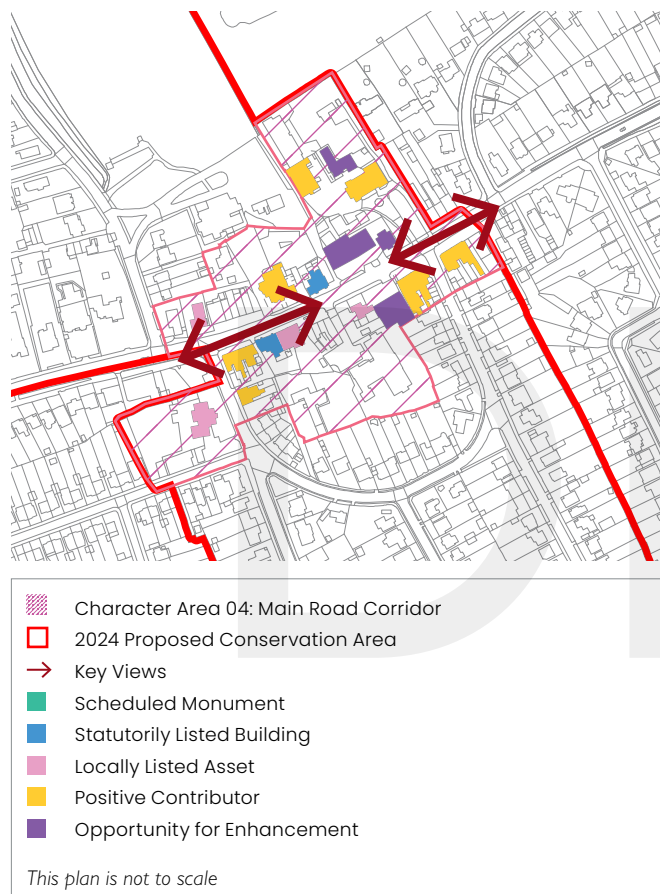 Character Area 04: Main Road Corridor
2024 Proposed Conservation Area
Key Views
Scheduled Monument
Statutorily Listed Building
Locally Listed Asset
Positive Contributor
Opportunity for Enhancement
This plan is not to scale